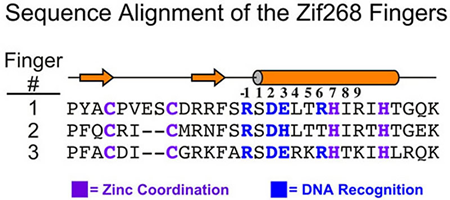 Sequence Alignment of the Zif268 Fingers
Finger
#
-1 1 2 3 4 5 6 7 8 9
1 PYACPVESCDRRFSRSDELTRHIRIHTGQK
2 PFQCRI--CMRNFSRSDHLTTHIRTHTGEK
3 PFACDI--CGRKFARSDERKRHTKIHLRQK
= Zinc Coordination = DNA Recognition